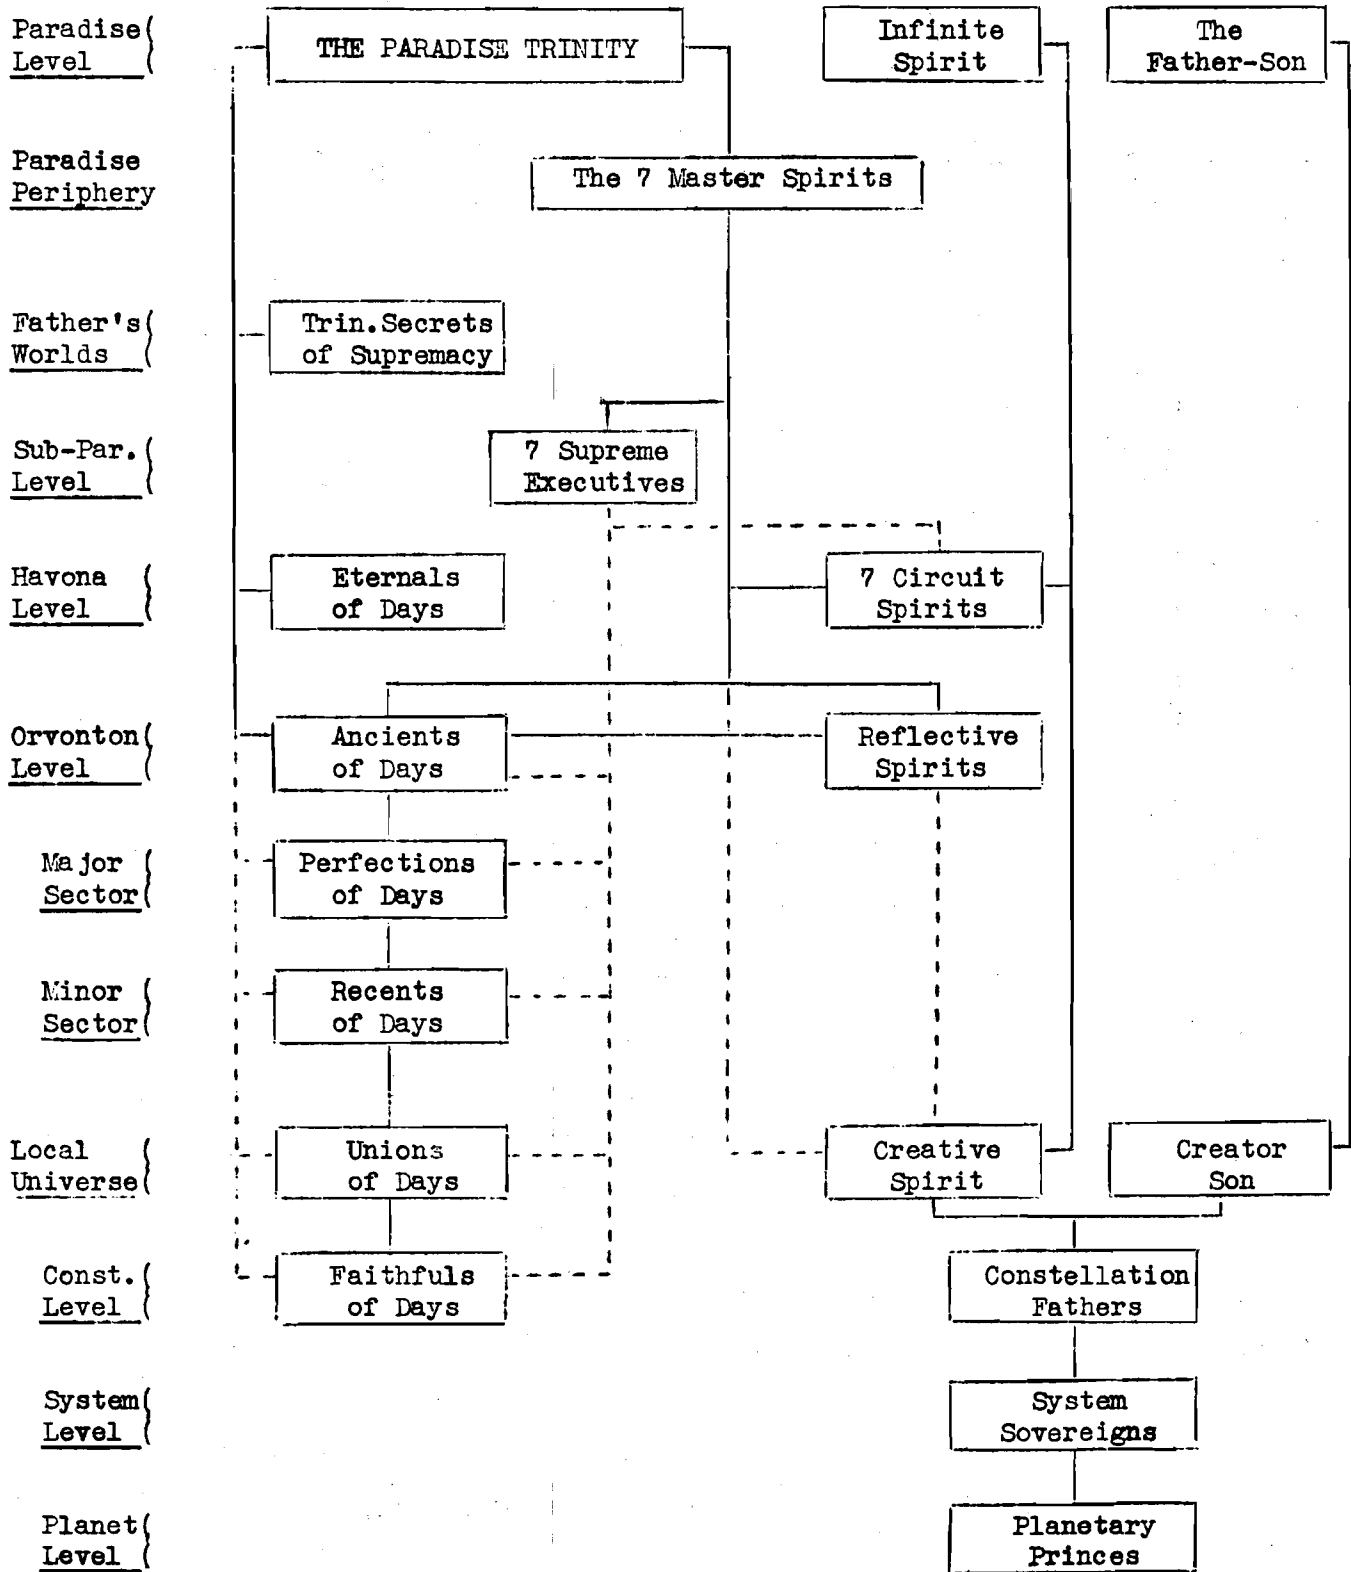 Paradise
Level
THE PARADISE TRINITY
Infinite
Spirit
The
Father-Son
Paradise
Periphery
The 7 Master Spirits
Father's
Worlds
Trin.Secrets
of Supremacy
Sub-Par.
Level
7 Supreme
Executives
Havona
Level
Eternals
of Days
7 Circuit
Spirits
Orvonton
Level
Ancients
of Days
Reflective
Spirits
Major
Sector
Perfections
of Days
Minor
Sector
Recents
of Days
Local
Universe
Unions
of Days
Creative
Spirit
Creator
Son
Const.
Level
Faithfuls
of Days
Constellation
Fathers
System
Level
System
Sovereigns
Planet
Level
Planetary
Princes